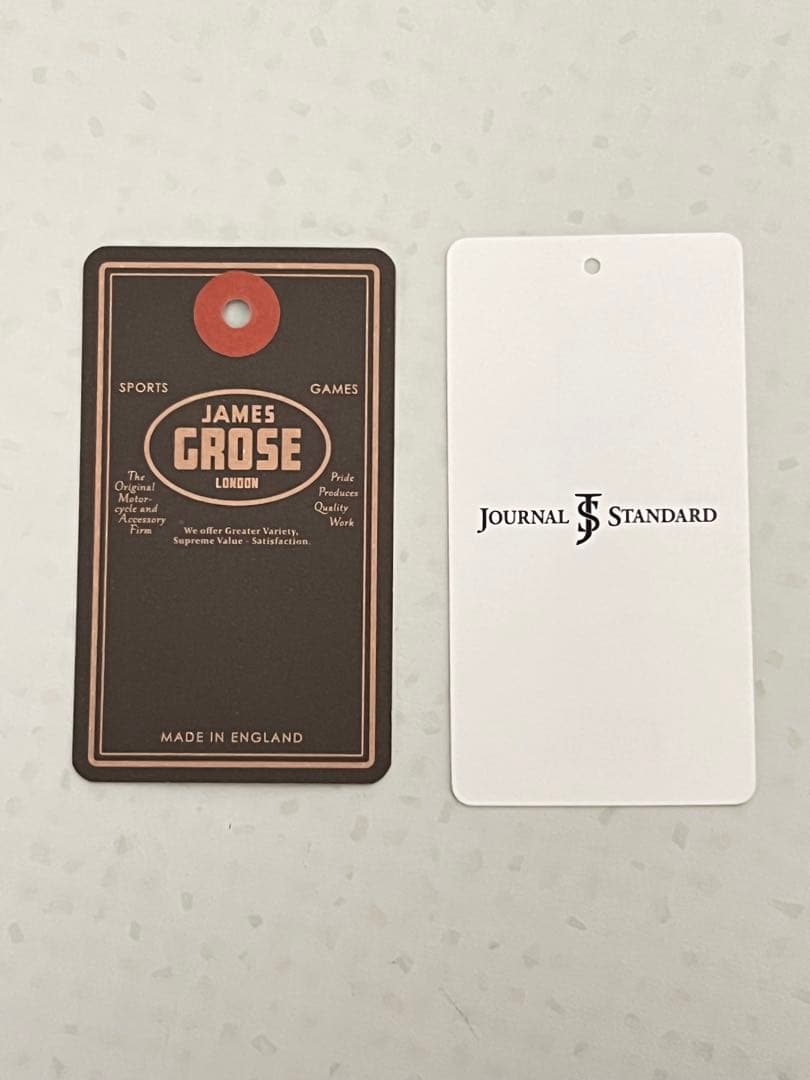 SPORTS
GAMES
JAMES
GROSE
LONDON
The
Original
Motor-
cycle and
Accessory
Firm
Pride
Produces
Quality
Work
We offer Greater Variety,
Supreme Value - Satisfaction.
MADE IN ENGLAND
JOURNAL JS STANDARD